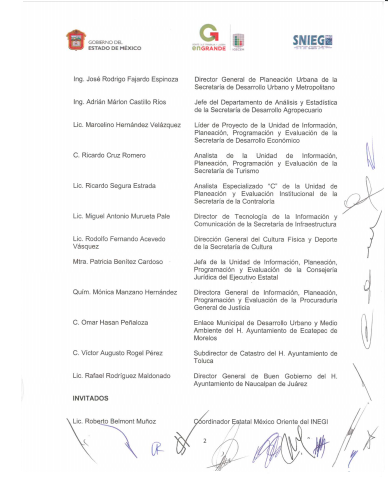 GOBIERNO DEL
ESTADO DE MÉXICO
enGRANDE
SNIEG
Ing. José Rodrigo Fajardo Espinoza
Director General de Planeación Urbana de la
Secretaría de Desarrollo Urbano y Metropolitano
Ing. Adrián Márlon Castillo Ríos
Jefe del Departamento de Análisis y Estadística
de la Secretaría de Desarrollo Agropecuario
Lic. Marcelino Hernández Velázquez
Líder de Proyecto de la Unidad de Información,
Planeación, Programación y Evaluación de la
Secretaría de Desarrollo Económico
C. Ricardo Cruz Romero
Analista de la Unidad de Información,
Planeación, Programación y Evaluación de la
Secretaría de Turismo
Lic. Ricardo Segura Estrada
Analista Especializado "C" de la Unidad de
Planeación y Evaluación Institucional de la
Secretaría de la Contraloría
Lic. Miguel Antonio Murueta Pale
Director de Tecnología de la Información y
Comunicación de la Secretaría de Infraestructura
Lic. Rodolfo Fernando Acevedo
Vásquez
Dirección General del Cultura Física y Deporte
de la Secretaría de Cultura
Mtra. Patricia Benítez Cardoso
Jefa de la Unidad de Información, Planeación,
Programación y Evaluación de la Consejería
Jurídica del Ejecutivo Estatal
Quím. Mónica Manzano Hernández
Directora General de Información, Planeación,
Programación y Evaluación de la Procuraduría
General de Justicia
C. Omar Hasan Peñaloza
Enlace Municipal de Desarrollo Urbano y Medio
Ambiente del H. Ayuntamiento de Ecatepec de
Morelos
C. Víctor Augusto Rogel Pérez
Subdirector de Catastro del H. Ayuntamiento de
Toluca
Lic. Rafael Rodríguez Maldonado
Director General de Buen Gobierno del H.
Ayuntamiento de Naucalpan de Juárez
INVITADOS
Lic. Roberto Belmont Muñoz
Coordinador Estatal México Oriente del INEGI
2